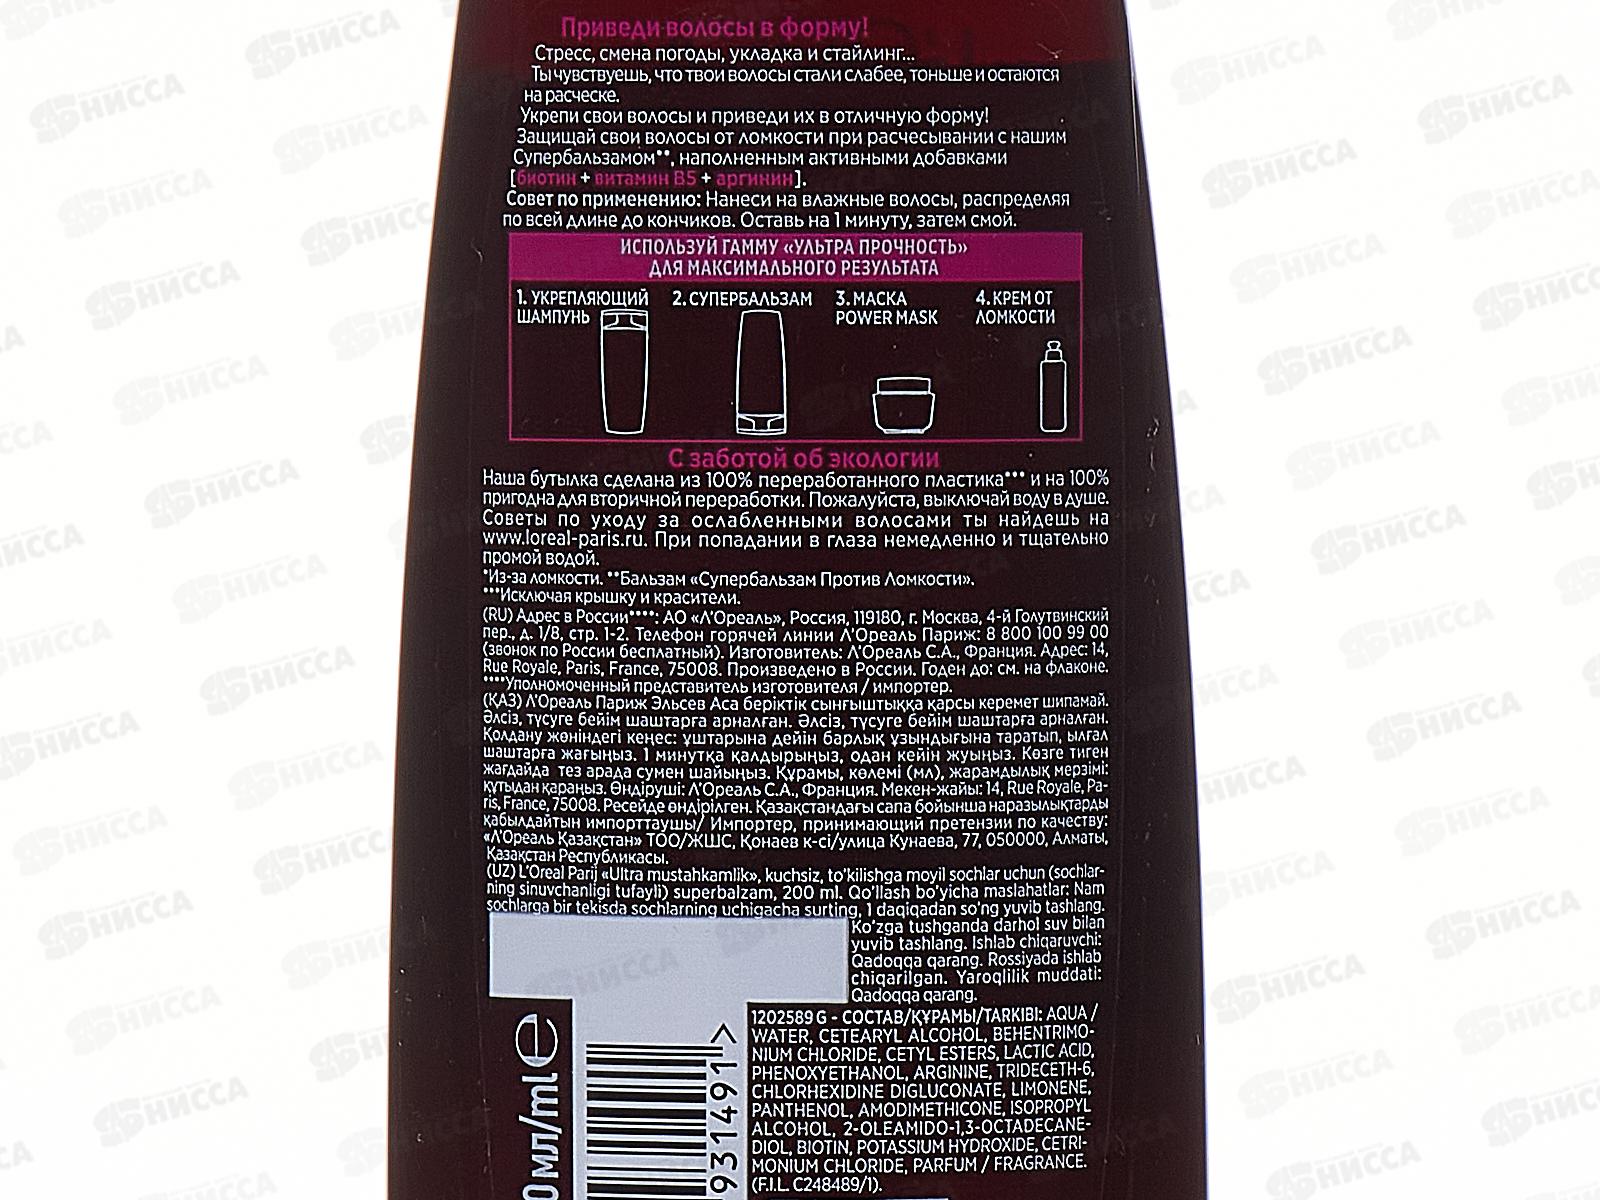 Приведи волосы в форму!
Стресс, смена погоды, укладка и стайлинг...
Ты чувствуешь, что твои волосы стали слабее, тоньше и остаются
на расческе.
Укрепи свои волосы и приведи их в отличную форму!
Защищай свои волосы от ломкости при расчесывании с нашим
Супербальзамом**, наполненным активными добавками
[биотин + витамин В5 + аргинин].
Совет по применению: Нанеси на влажные волосы, распределяя
по всей длине до кончиков. Оставь на 1 минуту, затем смой.
ИСПОЛЬЗУЙ ГАММУ «УЛЬТРА ПРОЧНОСТЬ»
ДЛЯ МАКСИМАЛЬНОГО РЕЗУЛЬТАТА
1. УКРЕПЛЯЮЩИЙ
ШАМПУНЬ
2. СУПЕРБАЛЬЗАМ
3. МАСКА
POWER MASK
4. КРЕМ ОТ
ЛОМКОСТИ
С заботой об экологии
Наша бутылка сделана из 100% переработанного пластика*** и на 100%
пригодна для вторичной переработки. Пожалуйста, выключай воду в душе.
Советы по уходу за ослабленными волосами ты найдешь на
www.loreal-paris.ru. При попадании в глаза немедленно и тщательно
промой водой.
*Из-за ломкости. **Бальзам «Супербальзам Против Ломкости».
***Исключая крышку и красители.
(RU) Адрес в России****: АО «Л'Ореаль», Россия, 119180, г. Москва, 4-й Голутвинский
пер., д. 1/8, стр. 1-2. Телефон горячей линии Л'Ореаль Париж: 8 800 100 99 00
(звонок по России бесплатный). Изготовитель: Л'Ореаль С.А., Франция. Адрес: 14,
Rue Royale, Paris, France, 75008. Произведено в России. Годен до: см. на флаконе.
****Уполномоченный представитель изготовителя / импортер.
(ҚАЗ) Л'Ореаль Париж Эльсев Аса беріктік сынғыштыққа қарсы керемет шипамай.
Әлсіз, түсуге бейім шаштарға арналған. Әлсіз, түсуге бейім шаштарға арналған.
Қолдану жөніндегі кеңес: ұштарына дейін барлық ұзындығына таратып, ылғал
шаштарға жағыңыз. 1 минутқа қалдырыңыз, одан кейін жуыңыз. Көзге тиген
жағдайда тез арада сумен шайыңыз. Құрамы, көлемі (мл), жарамдылық мерзімі:
құтыдан қараңыз. Өндіруші: Л'Ореаль С.А., Франция. Мекен-жайы: 14, Rue Royale, Pa-
ris, France, 75008. Ресейде өндірілген. Қазақстандағы сапа бойынша наразылықтарды
қабылдайтын импорттаушы/ Импортер, принимающий претензии по качеству:
«Л'Ореаль Қазақстан» ТОО/ЖШС, Қонаев к-сі/улица Кунаева, 77, 050000, Алматы,
Қазақстан Республикасы.
(UZ) L'Oreal Parij «Ultra mustahkamlik», kuchsiz, to'kilishga moyil sochlar uchun (sochlar-
ning sinuvchanligi tufayli) superbalzam, 200 ml. Qo'llash bo'yicha maslahatlar: Nam
sochlarga bir tekisda sochlarning uchigacha surting, 1 daqiqadan so'ng yuvib tashlang.
Ko'zga tushganda darhol suv bilan
yuvib tashlang. Ishlab chiqaruvchi:
Qadoqqa qarang. Rossiyada ishlab
chiqarilgan. Yaroqlilik muddati:
Qadoqqa qarang.
1202589 G - СОСТАВ/ҚҰРАМЫ/TARKIBI: AQUA /
WATER, CETEARYL ALCOHOL, BEHENTRIMO-
NIUM CHLORIDE, CETYL ESTERS, LACTIC ACID,
PHENOXYETHANOL, ARGININE, TRIDECETH-6,
CHLORHEXIDINE DIGLUCONATE, LIMONENE,
PANTHENOL, AMODIMETHICONE, ISOPROPYL
ALCOHOL, 2-OLEAMIDO-1,3-OCTADECANE-
DIOL, BIOTIN, POTASSIUM HYDROXIDE, CETRI-
MONIUM CHLORIDE, PARFUM / FRAGRANCE.
(F.I.L. C248489/1).
0 мл/ml e
931491>
НИССА